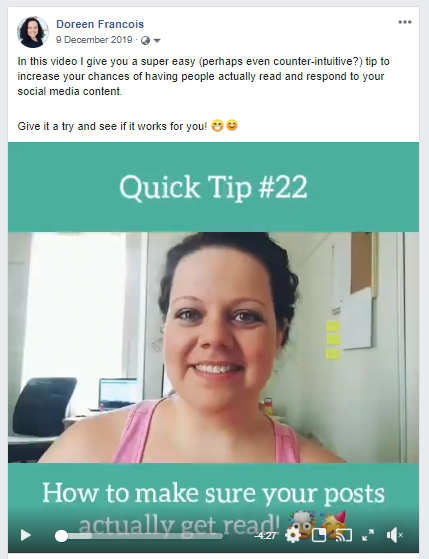 Doreen Francois
9 December 2019 ·
In this video I give you a super easy (perhaps even counter-intuitive?) tip to
increase your chances of having people actually read and respond to your
social media content.
Give it a try and see if it works for you! 😁😊
Quick Tip #22
How to make sure your posts
actually get read!
-4:27